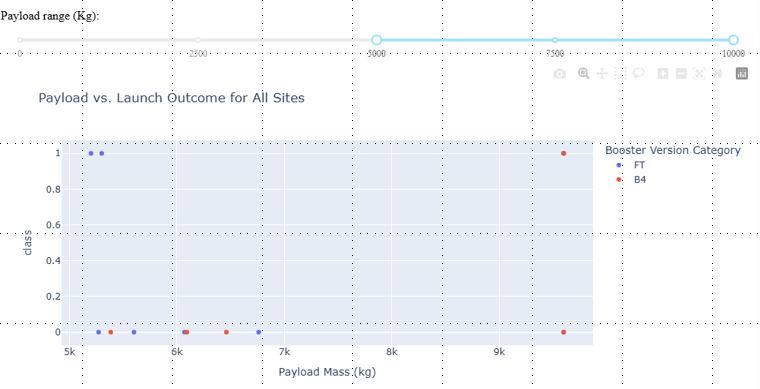 Payload range (Kg):
0 2500 5000 7500 10000
Payload vs. Launch Outcome for All Sites
Booster Version Category
FT
B4
class
1
0.8
0.6
0.4
0.2
0
5k 6k 7k 8k 9k
Payload Mass (kg)